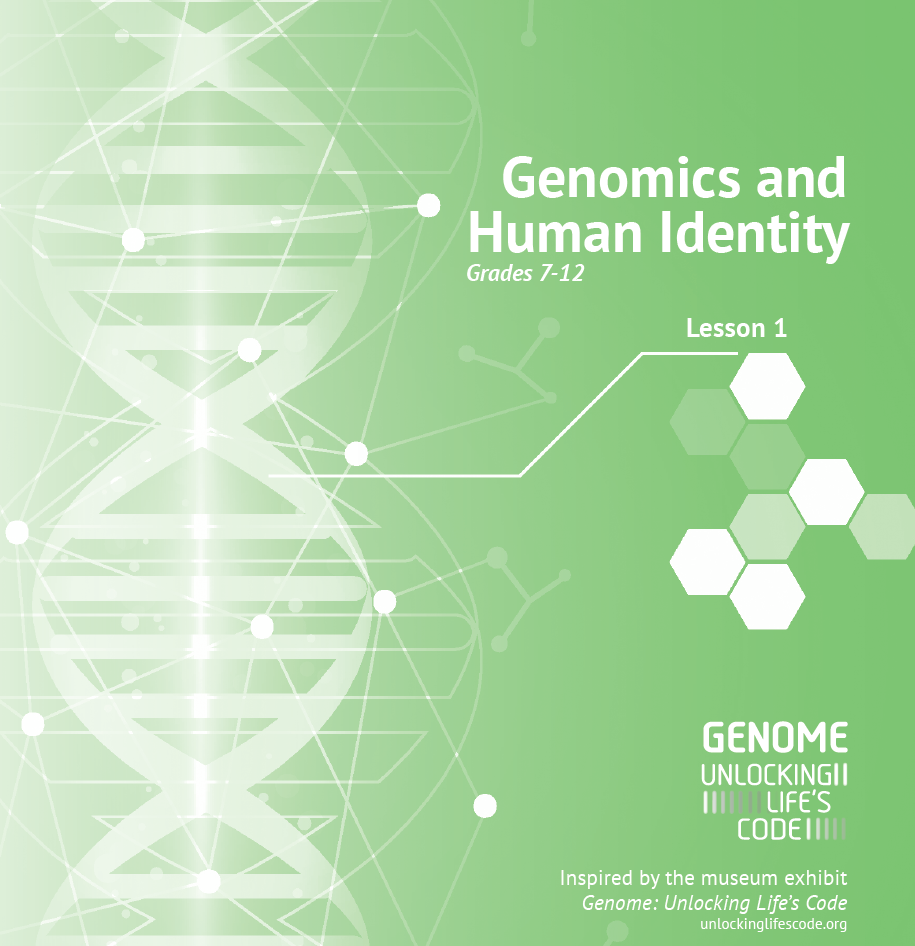 Genomics and
Human Identity
Grades 7-12
Lesson 1
GENOME
UNLOCKING
LIFE'S
CODE
Inspired by the museum exhibit
Genome: Unlocking Life's Code
unlockinglifescode.org